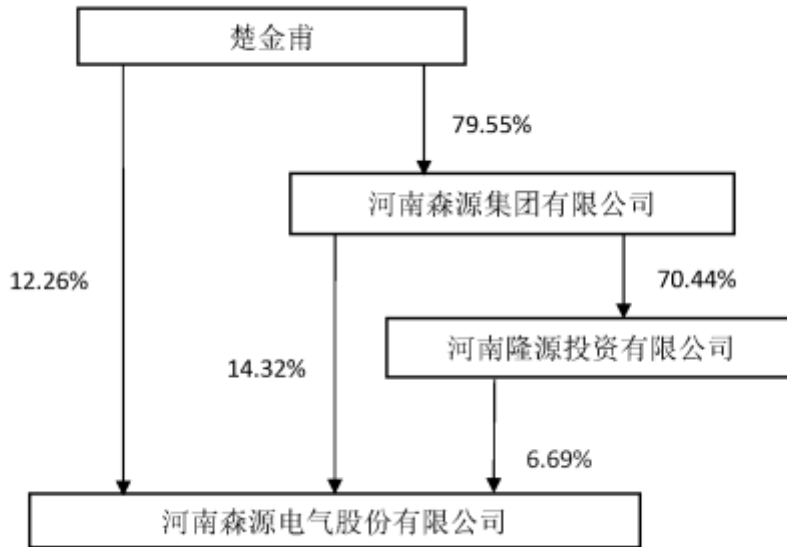 楚金甫
79.55%
河南森源集团有限公司
12.26%
70.44%
河南隆源投资有限公司
14.32%
6.69%
河南森源电气股份有限公司